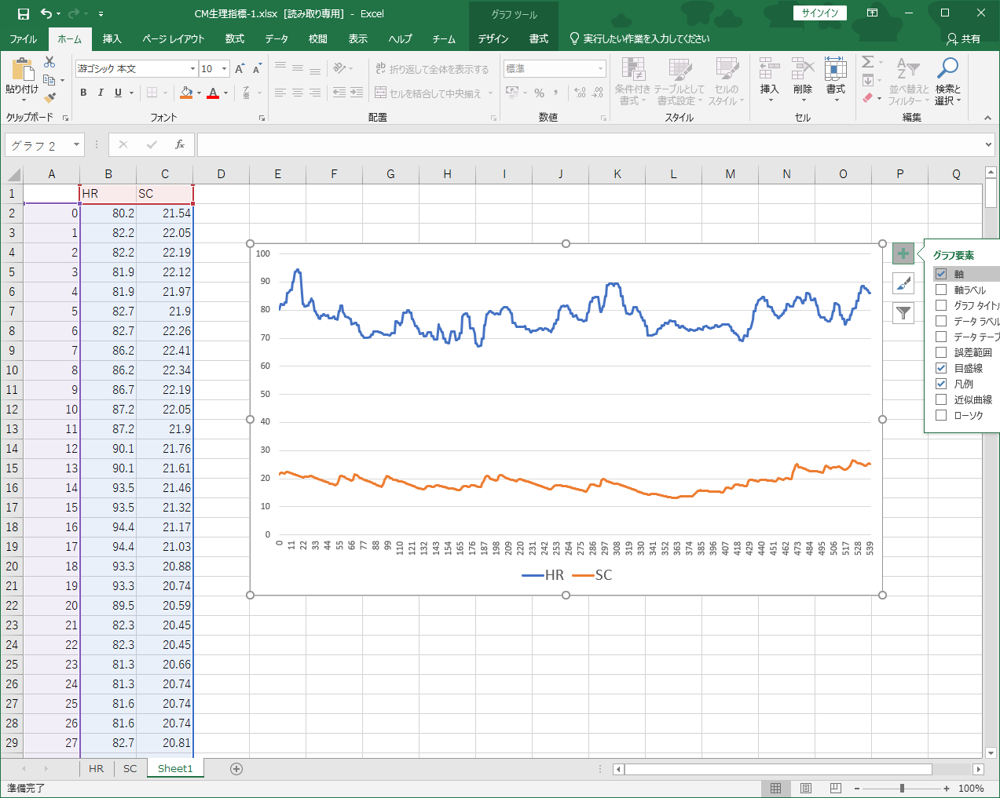 CM生理指標-1.xlsx [読み取り専用] - Excel
グラフ ツール
サインイン
ファイル ホーム 挿入 ページ レイアウト 数式 データ 校閲 表示 ヘルプ チーム デザイン 書式 実行したい作業を入力してください 共有
貼り付け
クリップボード
游ゴシック 本文 10 A A
B I U A
フォント
折り返して全体を表示する
セルを結合して中央揃え
配置
標準
% , .0 .00
数値
条件付き書式
テーブルとして書式設定
セルのスタイル
スタイル
挿入 削除 書式
セル
並べ替えとフィルター
検索と選択
編集
グラフ 2 fx
A B C D E F G H I J K L M N O P Q
1 HR SC
2 0 80.2 21.54
3 1 82.2 22.05
4 2 82.2 22.19
5 3 81.9 22.12
6 4 81.9 21.97
7 5 82.7 21.9
8 6 82.7 22.26
9 7 86.2 22.41
10 8 86.2 22.34
11 9 86.7 22.19
12 10 87.2 22.05
13 11 87.2 21.9
14 12 90.1 21.76
15 13 90.1 21.61
16 14 93.5 21.46
17 15 93.5 21.32
18 16 94.4 21.17
19 17 94.4 21.03
20 18 93.3 20.88
21 19 93.3 20.74
22 20 89.5 20.59
23 21 82.3 20.45
24 22 82.3 20.45
25 23 81.3 20.66
26 24 81.3 20.74
27 25 81.6 20.74
28 26 81.6 20.74
29 27 82.7 20.81
100
90
80
70
60
50
40
30
20
10
0
0 11 22 33 44 55 66 77 88 99 110 121 132 143 154 165 176 187 198 209 220 231 242 253 264 275 286 297 308 319 330 341 352 363 374 385 396 407 418 429 440 451 462 473 484 495 506 517 528 539
HR SC
グラフ要素
軸
軸ラベル
グラフ タイトル
データ ラベル
データ テーブ
誤差範囲
目盛線
凡例
近似曲線
ローソク
HR SC Sheet1
準備完了
100%